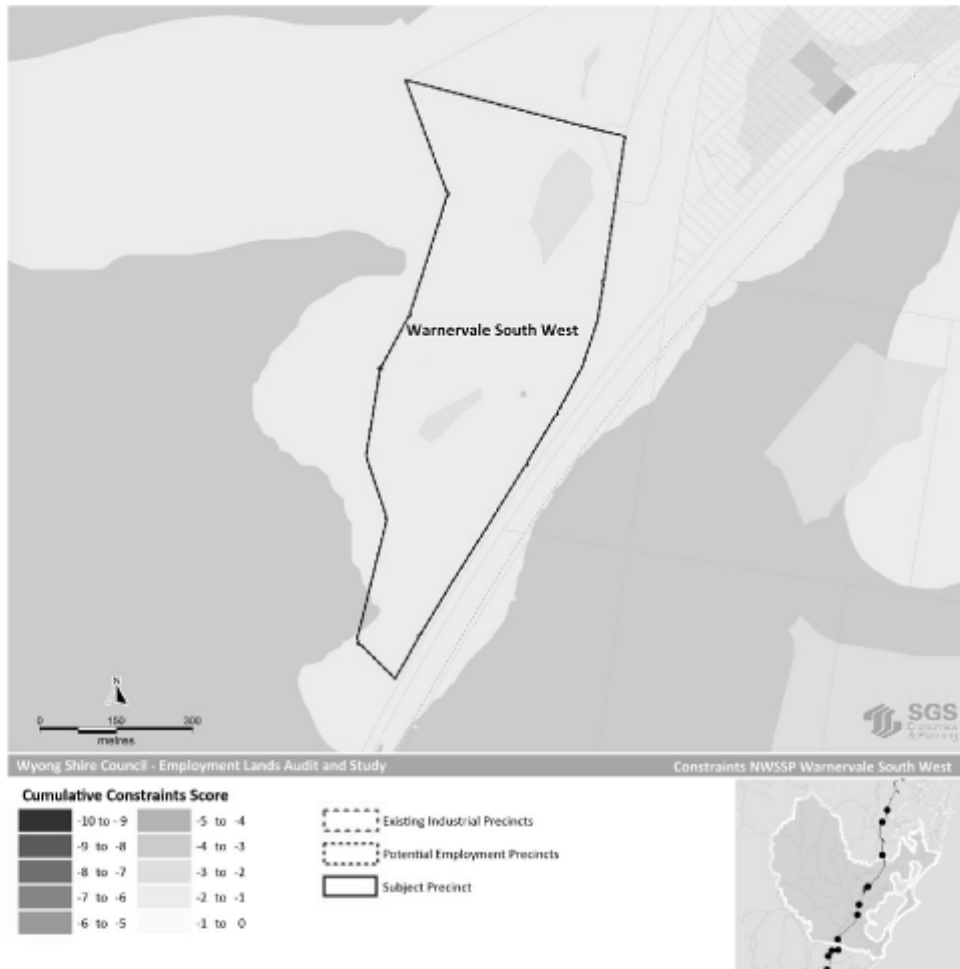 Warnervale South West
N
0 150 300
metres
SGS
Economics
& Planning
Wyong Shire Council - Employment Lands Audit and Study
Constraints NWSSP Warnervale South West
Cumulative Constraints Score
-10 to -9
-9 to -8
-8 to -7
-7 to -6
-6 to -5
-5 to -4
-4 to -3
-3 to -2
-2 to -1
-1 to 0
Existing Industrial Precincts
Potential Employment Precincts
Subject Precinct